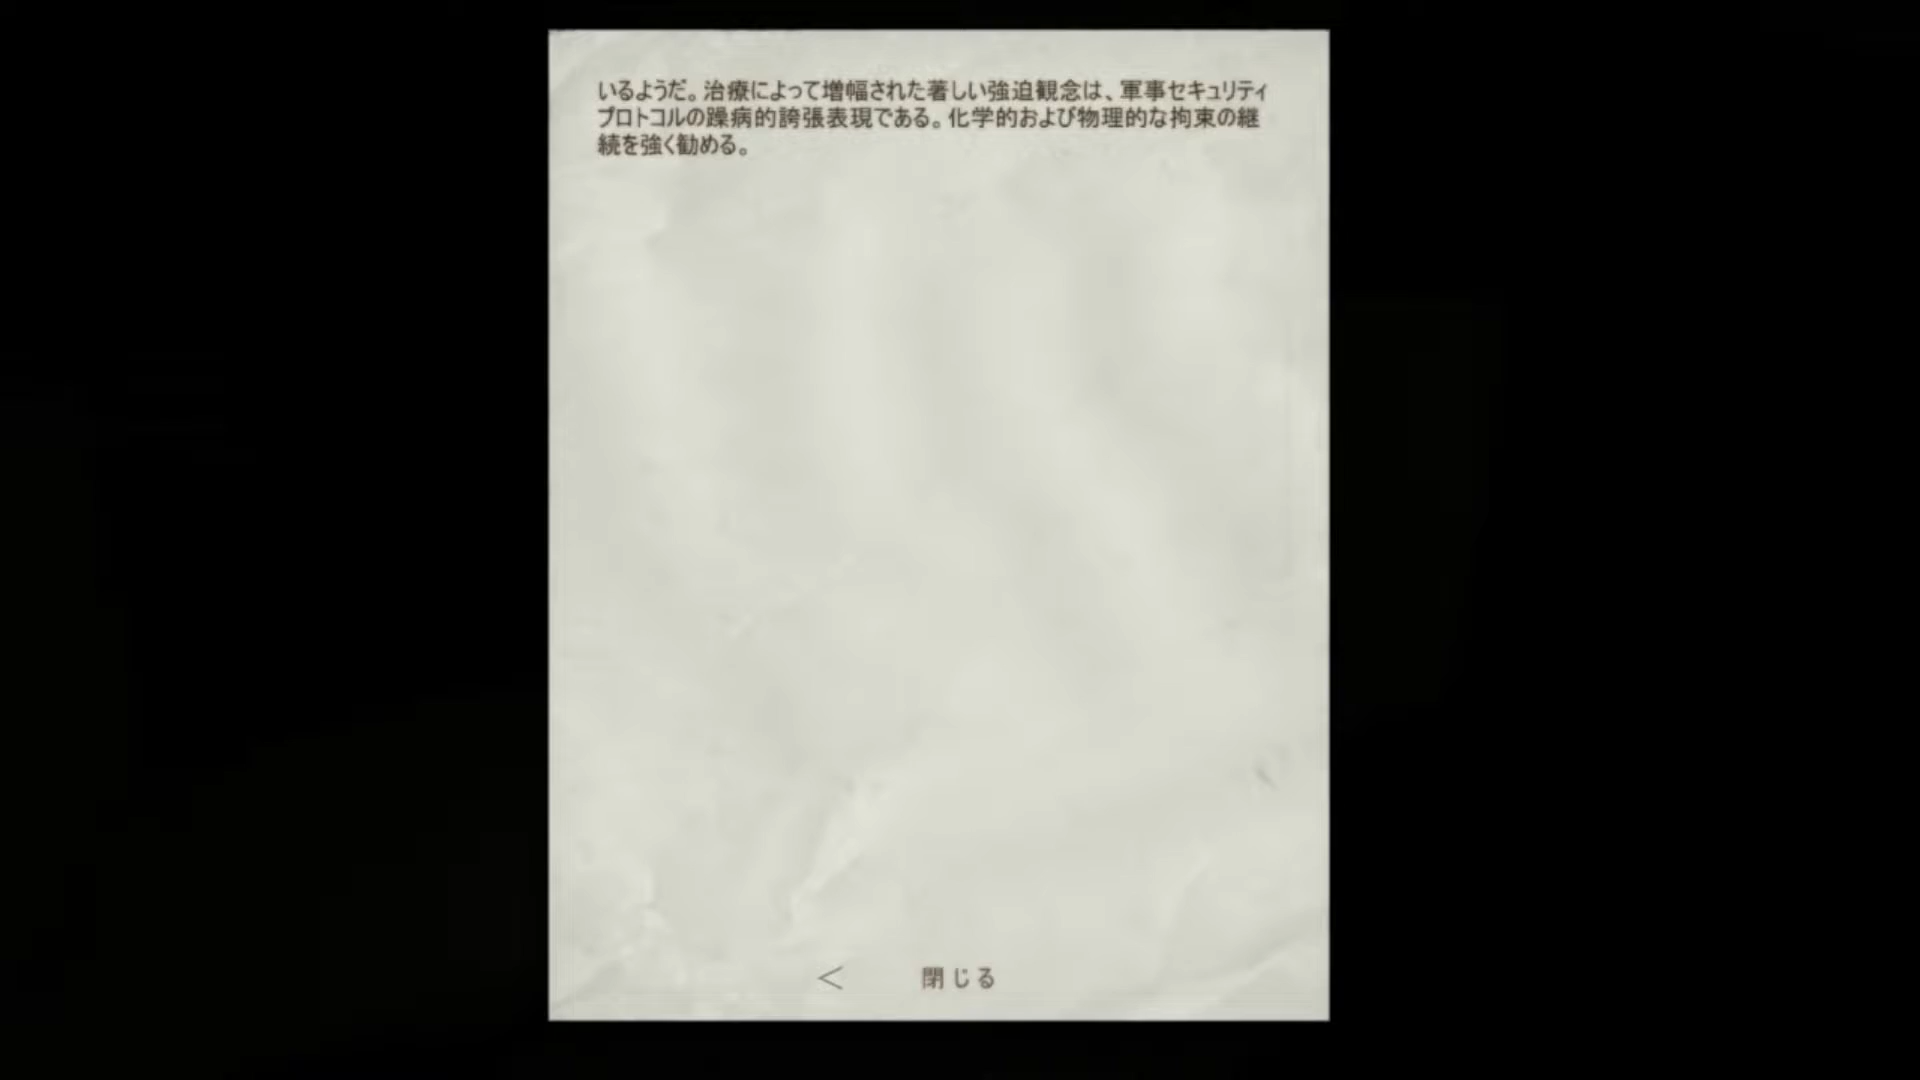 いるようだ。治療によって増幅された著しい強迫観念は、軍事セキュリティ
プロトコルの躁病的誇張表現である。化学的および物理的な拘束の継
続を強く勧める。
＜ 閉じる